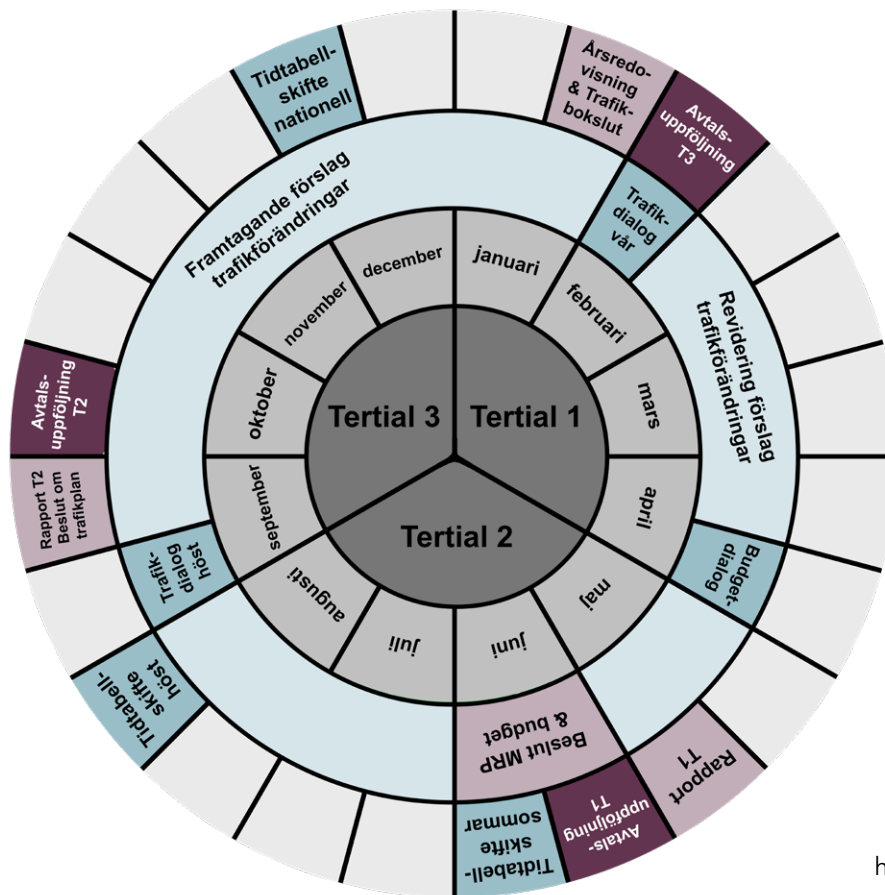 Tidtabell-
skifte
nationell
Årsredo-
visning
& Trafik-
bokslut
Avtals-
uppföljning
T3
Framtagande förslag
trafikförändringar
Trafik-
dialog
vår
Revidering förslag
trafikförändringar
december
januari
november
februari
oktober
mars
september
april
augusti
maj
juli
juni
Tertial 3
Tertial 1
Tertial 2
Avtals-
uppföljning
T2
Rapport T2
Beslut om
trafikplan
Trafik-
dialog
höst
Budget-
dialog
Tidtabell-
skifte
höst
Beslut MRP
& budget
Rapport
T1
Avtals-
uppföljning
T1
Tidtabell-
skifte
sommar
h